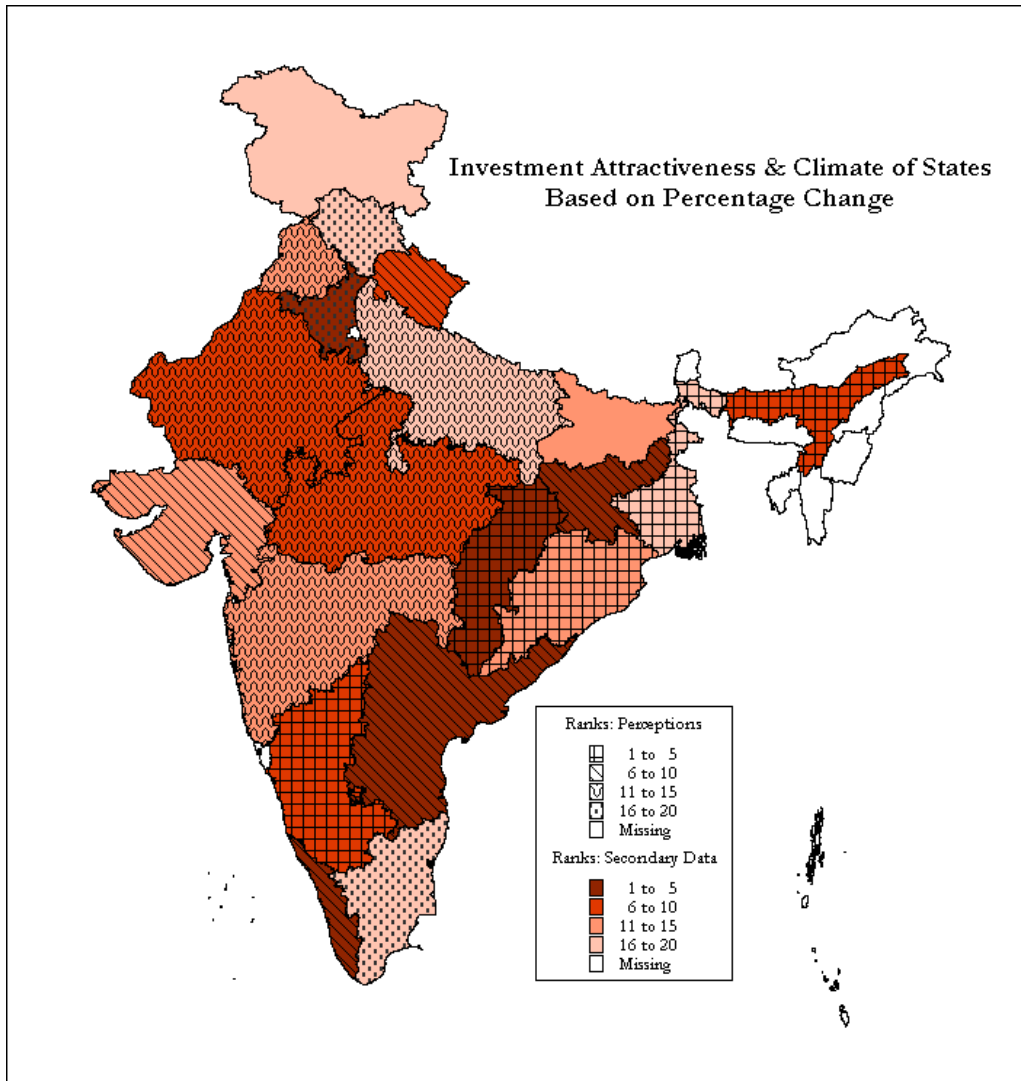 Investment Attractiveness & Climate of States
Based on Percentage Change
Ranks: Perceptions
1 to 5
6 to 10
11 to 15
16 to 20
Missing
Ranks: Secondary Data
1 to 5
6 to 10
11 to 15
16 to 20
Missing